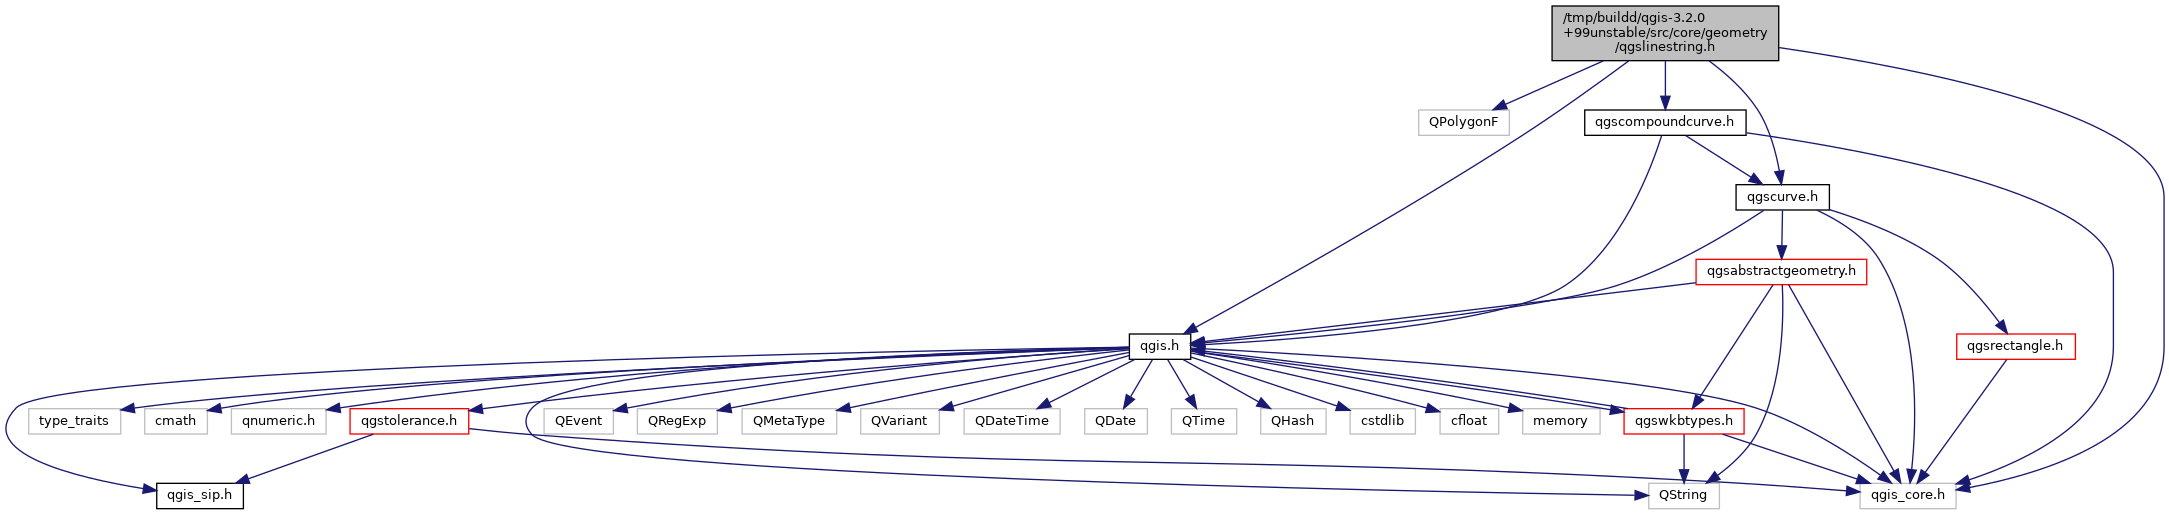 /tmp/buildd/qgis-3.2.0
+99unstable/src/core/geometry
/qgslinestring.h
QPolygonF
qgscompoundcurve.h
qgscurve.h
qgsabstractgeometry.h
qgis.h
qgsrectangle.h
type_traits
cmath
qnumeric.h
qgstolerance.h
QEvent
QRegExp
QMetaType
QVariant
QDateTime
QDate
QTime
QHash
cstdlib
cfloat
memory
qgswkbtypes.h
qgis_sip.h
QString
qgis_core.h